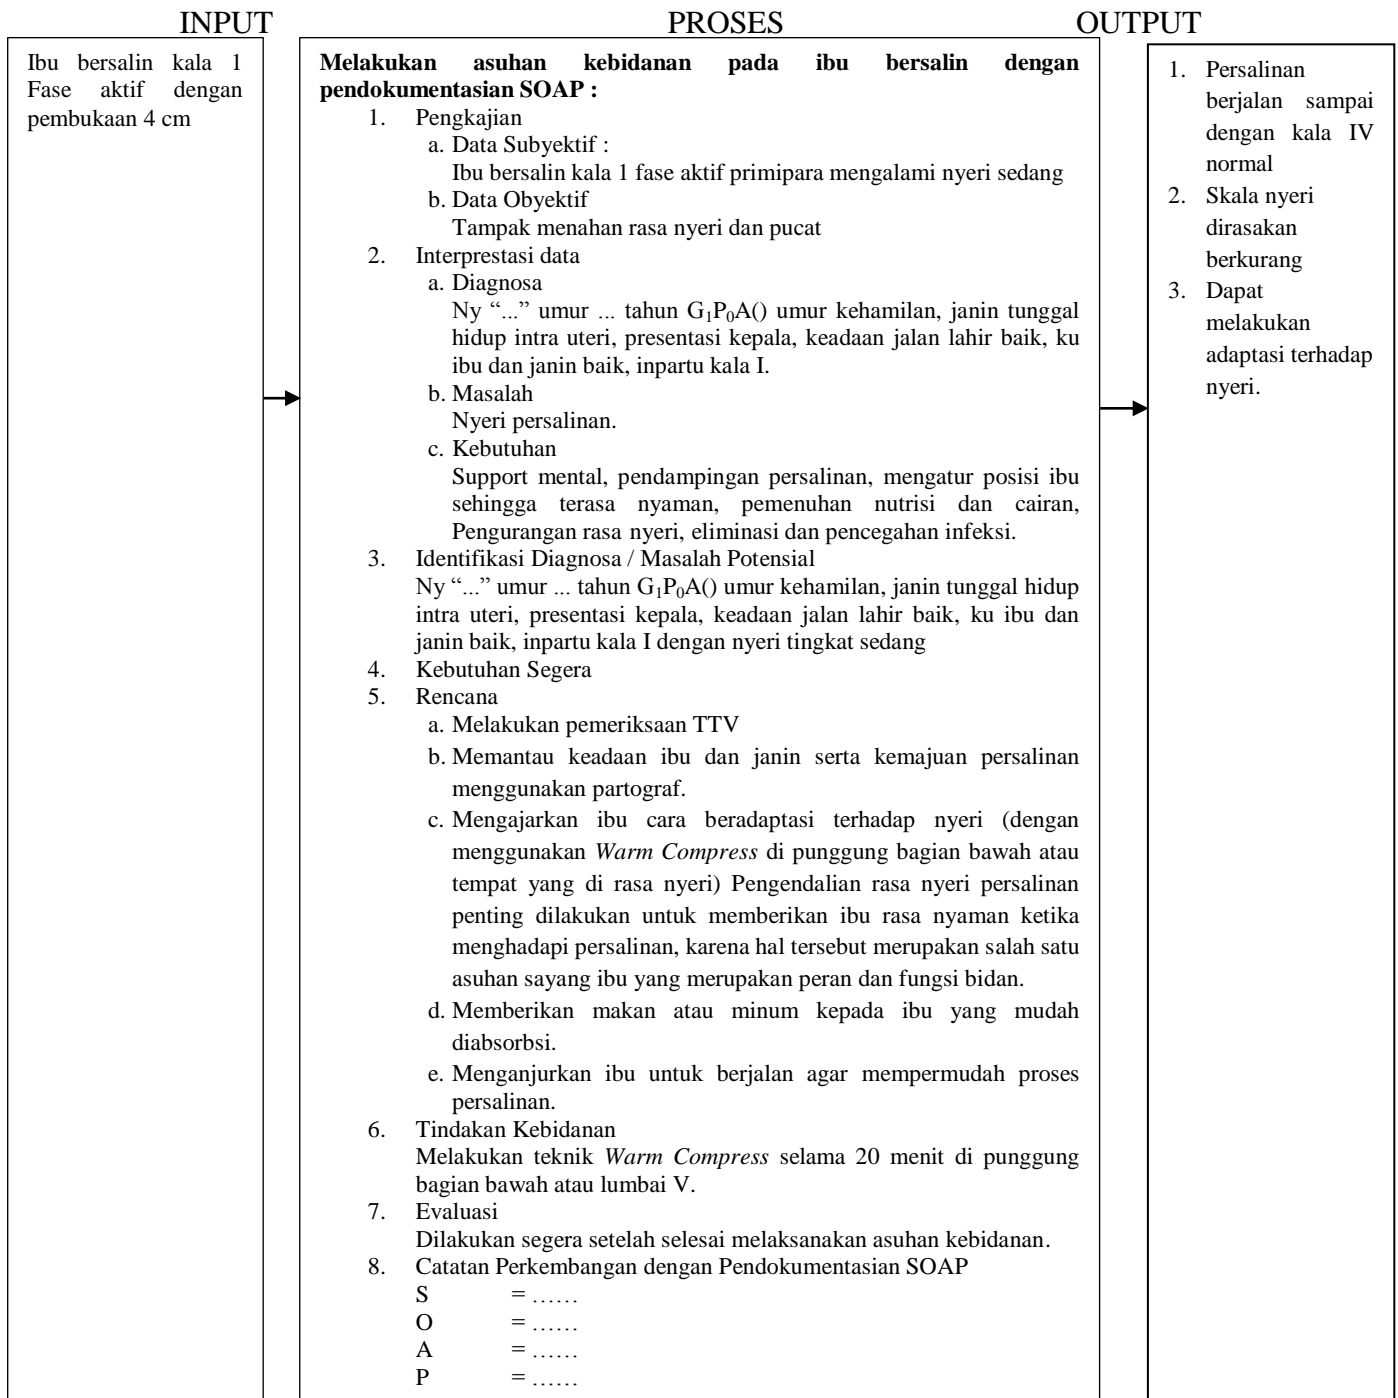 INPUT
PROSES
OUTPUT
Ibu bersalin kala 1
Fase aktif dengan
pembukaan 4 cm
Melakukan asuhan kebidanan pada ibu bersalin dengan
pendokumentasian SOAP :
1. Pengkajian
a. Data Subyektif :
Ibu bersalin kala 1 fase aktif primipara mengalami nyeri sedang
b. Data Obyektif
Tampak menahan rasa nyeri dan pucat
2. Interprestasi data
a. Diagnosa
Ny “...” umur ... tahun G₁P₀A() umur kehamilan, janin tunggal
hidup intra uteri, presentasi kepala, keadaan jalan lahir baik, ku
ibu dan janin baik, inpartu kala I.
b. Masalah
Nyeri persalinan.
c. Kebutuhan
Support mental, pendampingan persalinan, mengatur posisi ibu
sehingga terasa nyaman, pemenuhan nutrisi dan cairan,
Pengurangan rasa nyeri, eliminasi dan pencegahan infeksi.
3. Identifikasi Diagnosa / Masalah Potensial
Ny “...” umur ... tahun G₁P₀A() umur kehamilan, janin tunggal hidup
intra uteri, presentasi kepala, keadaan jalan lahir baik, ku ibu dan
janin baik, inpartu kala I dengan nyeri tingkat sedang
4. Kebutuhan Segera
5. Rencana
a. Melakukan pemeriksaan TTV
b. Memantau keadaan ibu dan janin serta kemajuan persalinan
menggunakan partograf.
c. Mengajarkan ibu cara beradaptasi terhadap nyeri (dengan
menggunakan Warm Compress di punggung bagian bawah atau
tempat yang di rasa nyeri) Pengendalian rasa nyeri persalinan
penting dilakukan untuk memberikan ibu rasa nyaman ketika
menghadapi persalinan, karena hal tersebut merupakan salah satu
asuhan sayang ibu yang merupakan peran dan fungsi bidan.
d. Memberikan makan atau minum kepada ibu yang mudah
diabsorbsi.
e. Menganjurkan ibu untuk berjalan agar mempermudah proses
persalinan.
6. Tindakan Kebidanan
Melakukan teknik Warm Compress selama 20 menit di punggung
bagian bawah atau lumbai V.
7. Evaluasi
Dilakukan segera setelah selesai melaksanakan asuhan kebidanan.
8. Catatan Perkembangan dengan Pendokumentasian SOAP
S = ……
O = ……
A = ……
P = ……
1. Persalinan
berjalan sampai
dengan kala IV
normal
2. Skala nyeri
dirasakan
berkurang
3. Dapat
melakukan
adaptasi terhadap
nyeri.